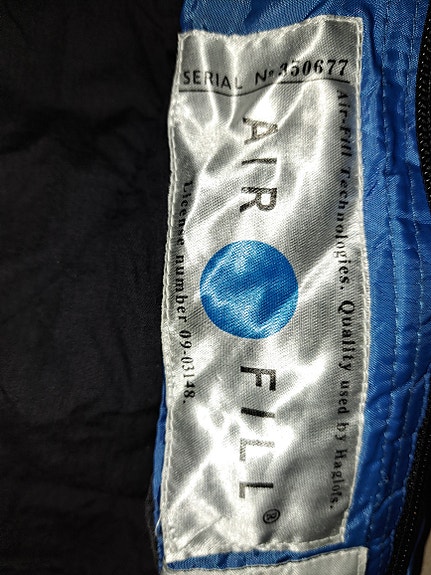 SERIAL Nº 350677
Air-Fill Technologies. Quality used by Haglöfs.
AIR FILL®
License number 09-03148.